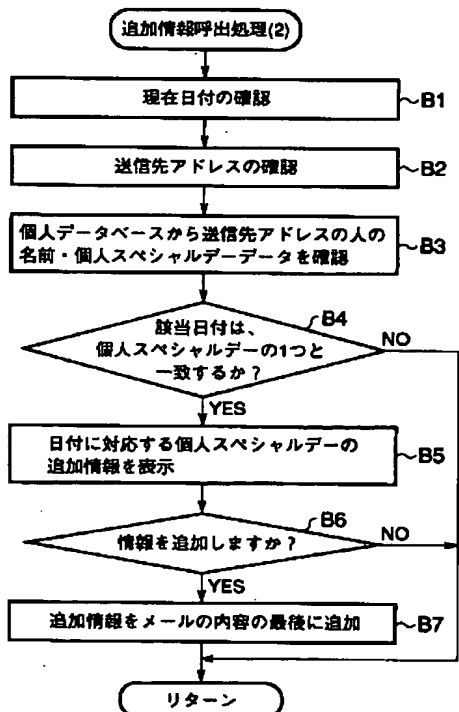 追加情報呼出処理(2)
現在日付の確認
B1
送信先アドレスの確認
B2
個人データベースから送信先アドレスの人の
名前・個人スペシャルデーデータを確認
B3
B4
該当日付は、
個人スペシャルデーの1つと
一致するか?
NO
YES
日付に対応する個人スペシャルデーの
追加情報を表示
B5
B6
情報を追加しますか?
NO
YES
追加情報をメールの内容の最後に追加
B7
リターン